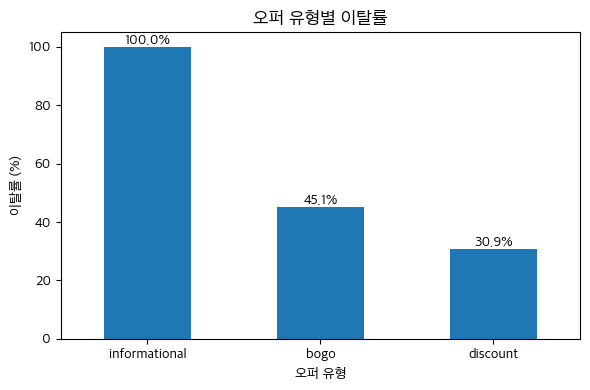 오퍼 유형별 이탈률
이탈률 (%)
100
80
60
40
20
0
100.0%
45.1%
30.9%
informational
bogo
discount
오퍼 유형